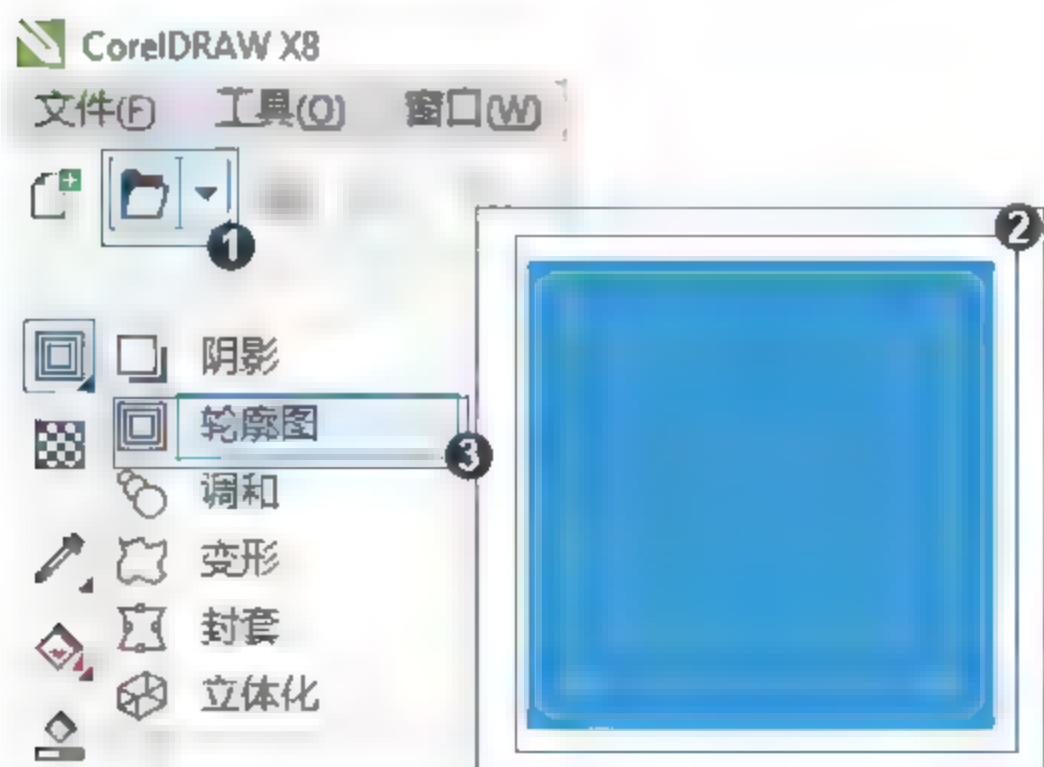 CorelDRAW X8
文件(F) 工具(O) 窗口(W)
1
2
阴影
轮廓图
3
调和
变形
封套
立体化